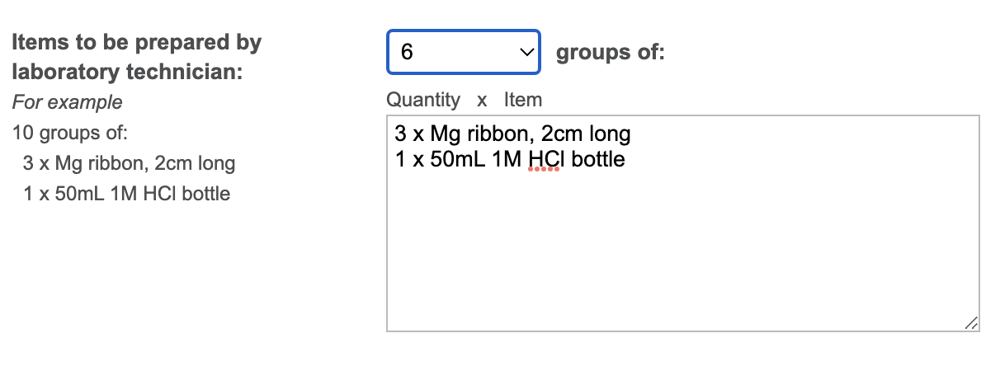 Items to be prepared by
laboratory technician:
For example
10 groups of:
3 x Mg ribbon, 2cm long
1 x 50mL 1M HCl bottle
6 groups of:
Quantity x Item
3 x Mg ribbon, 2cm long
1 x 50mL 1M HCl bottle